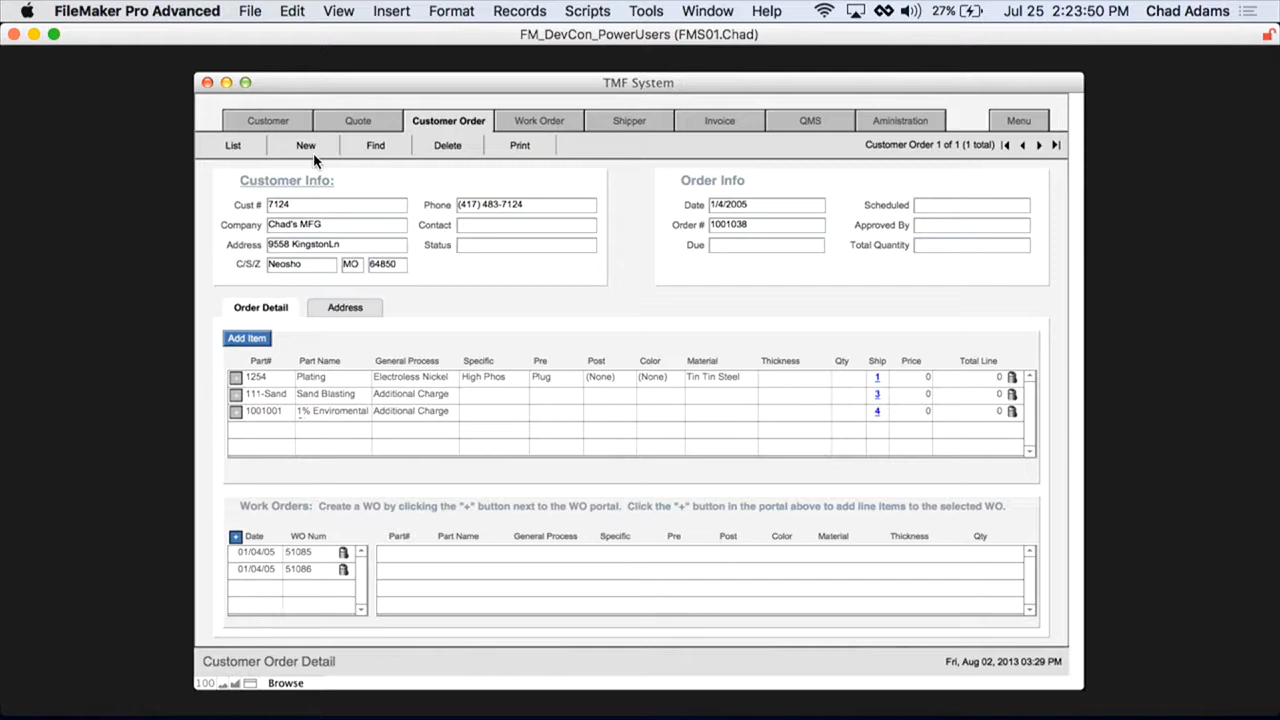 FileMaker Pro Advanced File Edit View Insert Format Records Scripts Tools Window Help 27% Jul 25 2:23:50 PM Chad Adams
FM_DevCon_PowerUsers (FMS01.Chad)
TMF System
Customer Quote Customer Order Work Order Shipper Invoice QMS Aministration Menu
List New Find Delete Print Customer Order 1 of 1 (1 total)
Customer Info: Order Info
Cust # 7124 Phone (417) 483-7124 Date 1/4/2005 Scheduled
Company Chad's MFG Contact Order # 1001038 Approved By
Address 9558 KingstonLn Status Due Total Quantity
C/S/Z Neosho MO 64850
Order Detail Address
Add Item
Part# Part Name General Process Specific Pre Post Color Material Thickness Qty Ship Price Total Line
+ 1254 Plating Electroless Nickel High Phos Plug (None) (None) Tin Tin Steel 1 0 0
+ 111-Sand Sand Blasting Additional Charge 3 0 0
+ 1001001 1% Enviromental Additional Charge 4 0 0
Work Orders: Create a WO by clicking the "+" button next to the WO portal. Click the "+" button in the portal above to add line items to the selected WO.
+ Date WO Num Part# Part Name General Process Specific Pre Post Color Material Thickness Qty
01/04/05 51085
01/04/05 51086
Customer Order Detail Fri, Aug 02, 2013 03:29 PM
100 Browse